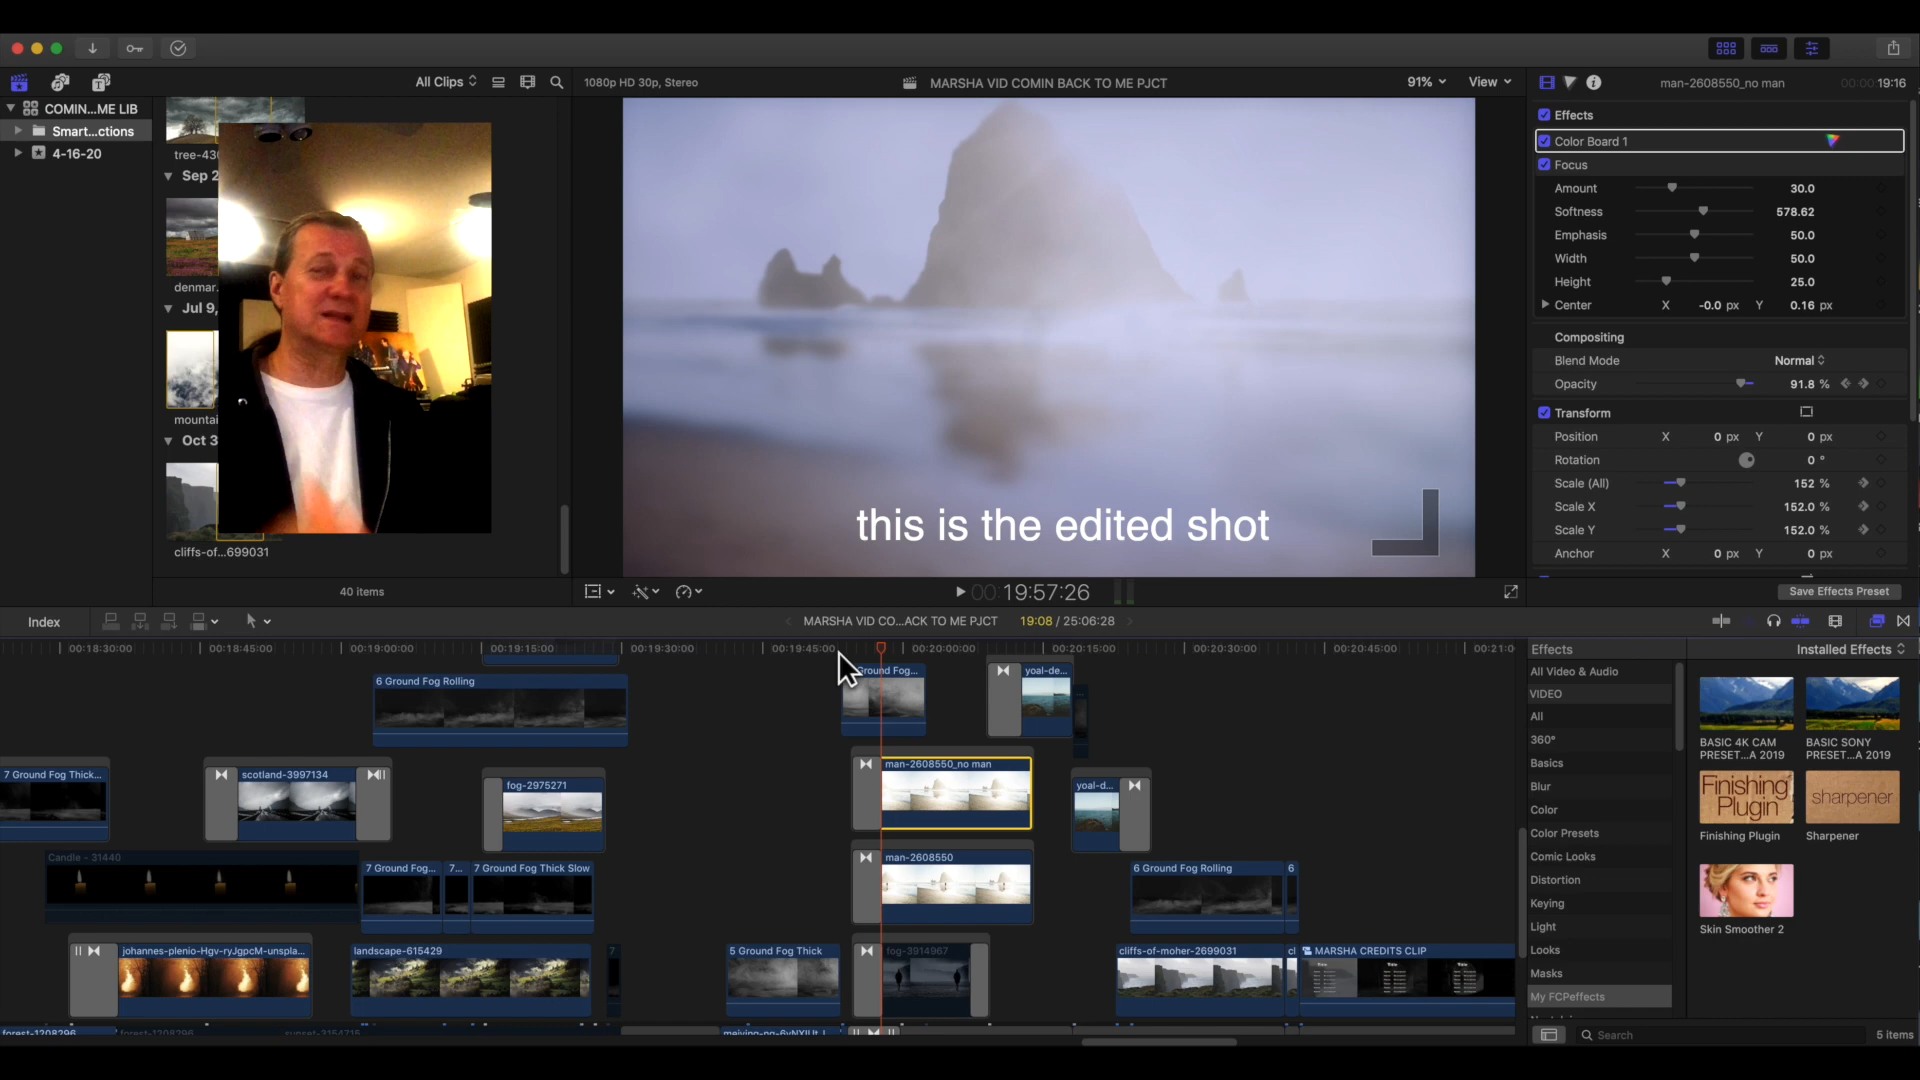 All Clips
1080p HD 30p, Stereo
MARSHA VID COMIN BACK TO ME PJCT
91%
View
man-2608550_no man
00:00:19:16
COMIN...ME LIB
Smart...ctions
4-16-20
tree-43
Sep 2
denmar.
Jul 9,
mountai
Oct 3
cliffs-of...699031
40 items
this is the edited shot
Effects
Color Board 1
Focus
Amount 30.0
Softness 578.62
Emphasis 50.0
Width 50.0
Height 25.0
Center X -0.0 px Y 0.16 px
Compositing
Blend Mode Normal
Opacity 91.8 %
Transform
Position X 0 px Y 0 px
Rotation 0 °
Scale (All) 152 %
Scale X 152.0 %
Scale Y 152.0 %
Anchor X 0 px Y 0 px
Save Effects Preset
00:19:57:26
Index
MARSHA VID CO...ACK TO ME PJCT
19:08 / 25:06:28
00:18:30:00
00:18:45:00
00:19:00:00
00:19:15:00
00:19:30:00
00:19:45:00
00:20:00:00
00:20:15:00
00:20:30:00
00:20:45:00
00:21:0
6 Ground Fog Rolling
Ground Fog...
yoal-de...
7 Ground Fog Thick...
scotland-3997134
fog-2975271
man-2608550_no man
yoal-d...
Candle - 31440
7 Ground Fog...
7...
7 Ground Fog Thick Slow
man-2608550
6 Ground Fog Rolling
6
johannes-plenio-Hgv-ryJgpcM-unspla...
landscape-615429
7
5 Ground Fog Thick
fog-3914967
cliffs-of-moher-2699031
cl
MARSHA CREDITS CLIP
forest-1208296
forest-1208296
sunset-3154715
Effects
Installed Effects
All Video & Audio
VIDEO
All
360°
Basics
Blur
Color
Color Presets
Comic Looks
Distortion
Keying
Light
Looks
Masks
My FCPeffects
BASIC 4K CAM PRESET...A 2019
BASIC SONY PRESET...A 2019
Finishing Plugin
sharpener
Finishing Plugin
Sharpener
Skin Smoother 2
Search
5 items